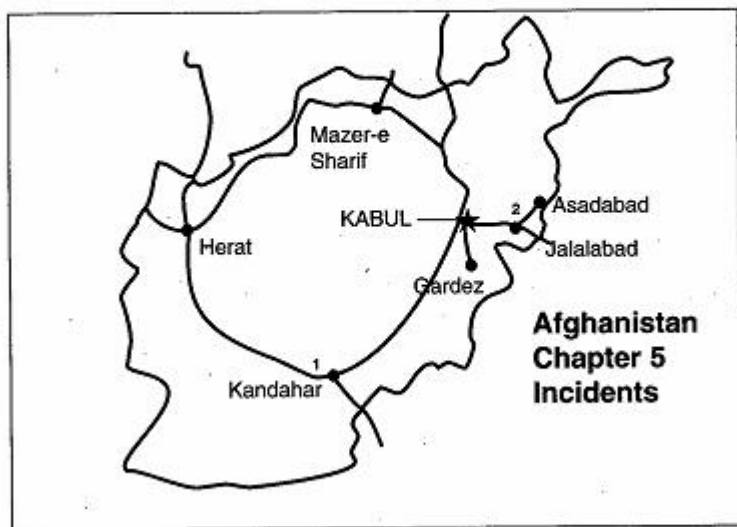 Mazer-e
Sharif
KABUL
2
Asadabad
Herat
Jalalabad
Gardez
Afghanistan
Chapter 5
Incidents
1
Kandahar